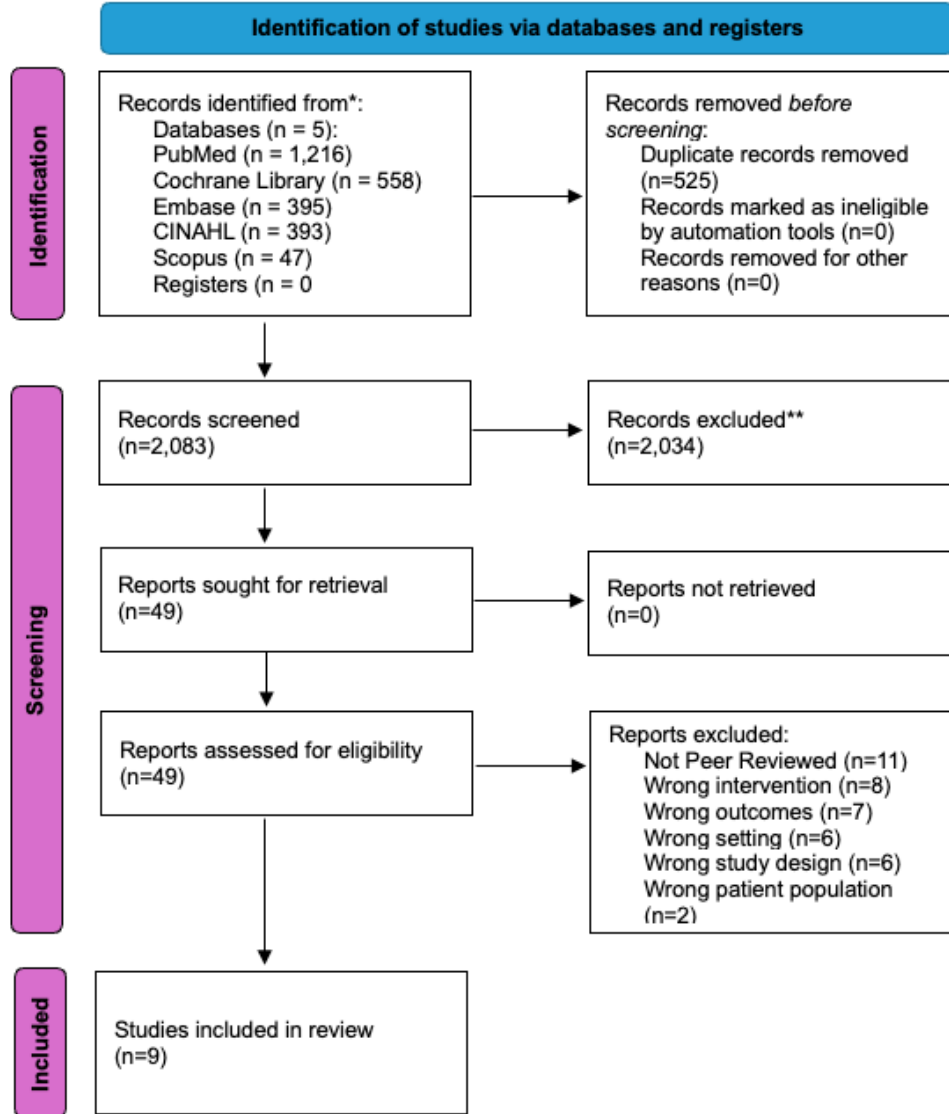 Identification of studies via databases and registers
Identification
Records identified from*:
Databases (n = 5):
PubMed (n = 1,216)
Cochrane Library (n = 558)
Embase (n = 395)
CINAHL (n = 393)
Scopus (n = 47)
Registers (n = 0
Records removed before
screening:
Duplicate records removed
(n=525)
Records marked as ineligible
by automation tools (n=0)
Records removed for other
reasons (n=0)
Screening
Records screened
(n=2,083)
Records excluded**
(n=2,034)
Reports sought for retrieval
(n=49)
Reports not retrieved
(n=0)
Reports assessed for eligibility
(n=49)
Reports excluded:
Not Peer Reviewed (n=11)
Wrong intervention (n=8)
Wrong outcomes (n=7)
Wrong setting (n=6)
Wrong study design (n=6)
Wrong patient population
(n=2)
Included
Studies included in review
(n=9)